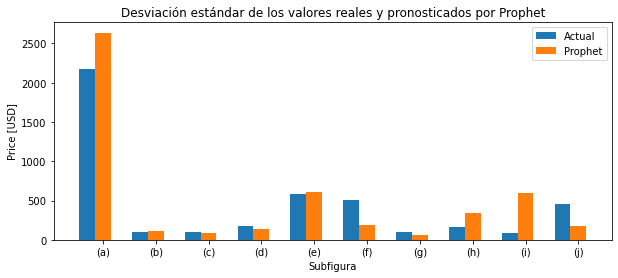 Desviación estándar de los valores reales y pronosticados por Prophet
Actual
Prophet
Price [USD]
2500
2000
1500
1000
500
0
(a) (b) (c) (d) (e) (f) (g) (h) (i) (j)
Subfigura